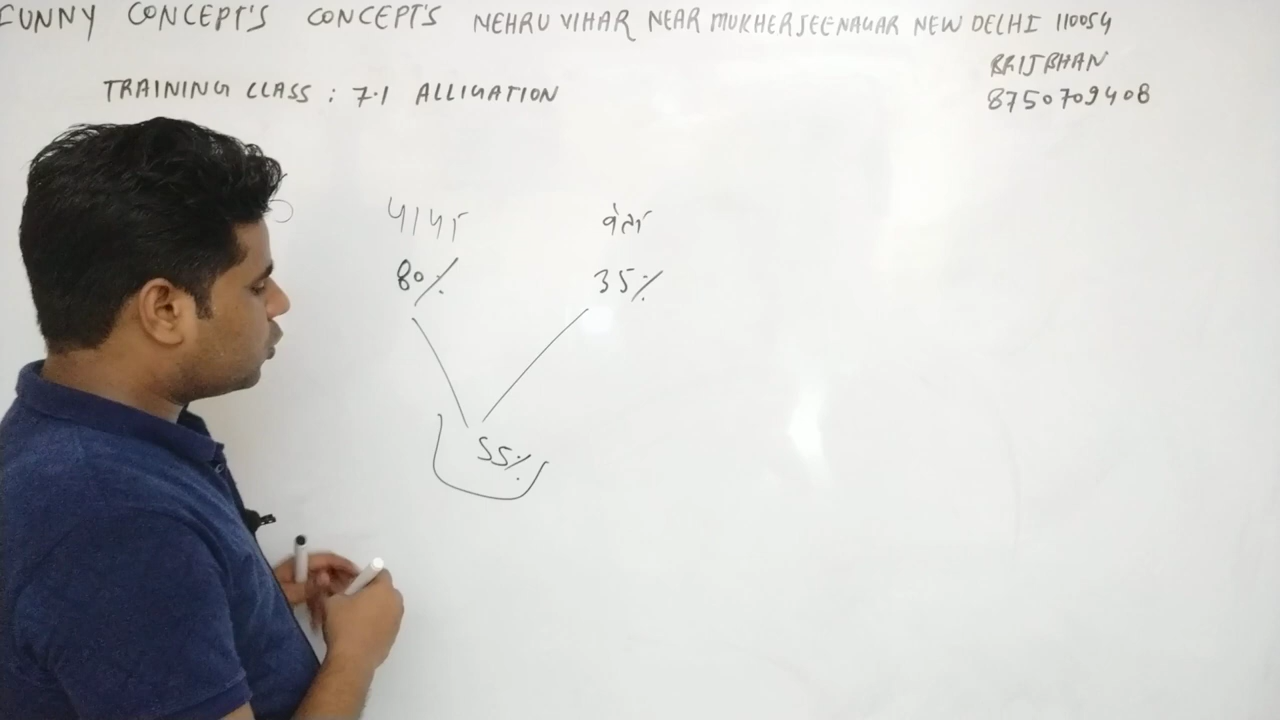 FUNNY CONCEPT'S CONCEPT'S NEHRU VIHAR NEAR MUKHERJEENAGAR NEW DELHI 110054
BRIJBHAN
TRAINING CLASS : 7.1 ALLIGATION
8750709408
पापा बेटा
80% 35%
55%